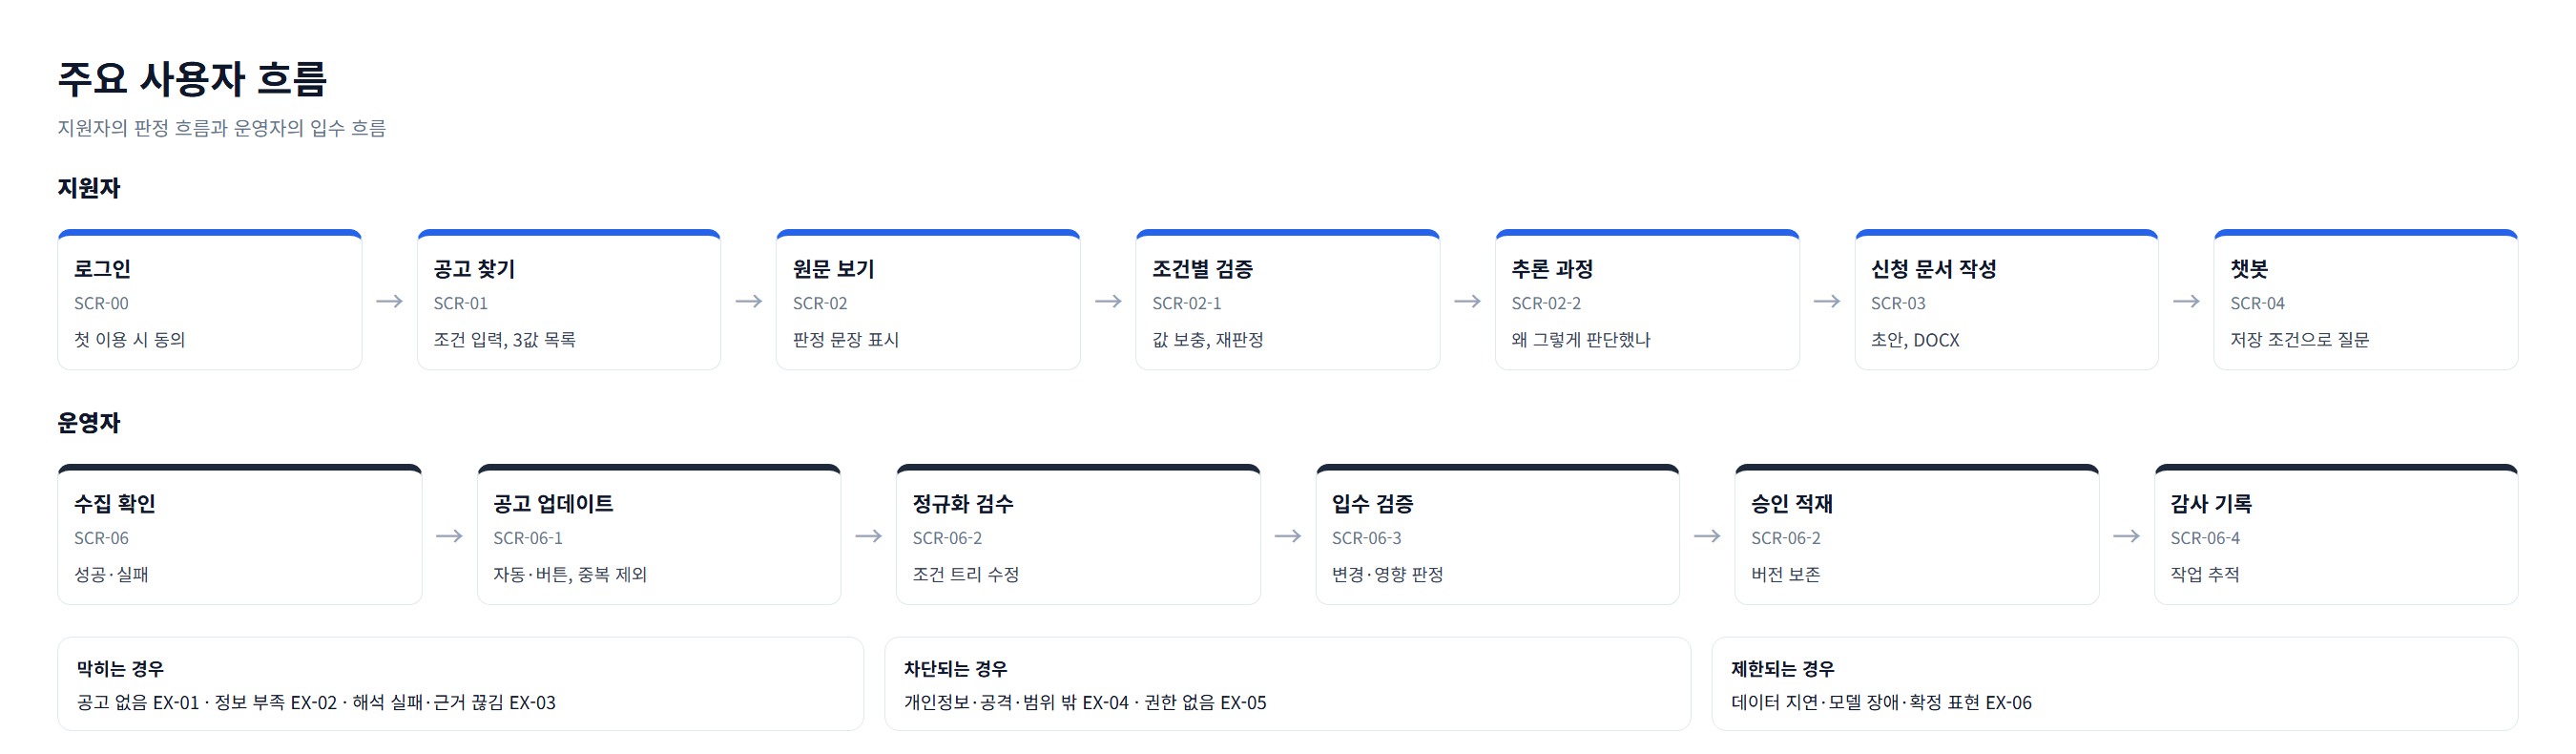 주요 사용자 흐름
지원자의 판정 흐름과 운영자의 입수 흐름
지원자
로그인
SCR-00
첫 이용 시 동의
→
공고 찾기
SCR-01
조건 입력, 3값 목록
→
원문 보기
SCR-02
판정 문장 표시
→
조건별 검증
SCR-02-1
값 보충, 재판정
→
추론 과정
SCR-02-2
왜 그렇게 판단했나
→
신청 문서 작성
SCR-03
초안, DOCX
→
챗봇
SCR-04
저장 조건으로 질문
운영자
수집 확인
SCR-06
성공·실패
→
공고 업데이트
SCR-06-1
자동·버튼, 중복 제외
→
정규화 검수
SCR-06-2
조건 트리 수정
→
입수 검증
SCR-06-3
변경·영향 판정
→
승인 적재
SCR-06-2
버전 보존
→
감사 기록
SCR-06-4
작업 추적
막히는 경우
공고 없음 EX-01 · 정보 부족 EX-02 · 해석 실패·근거 끊김 EX-03
차단되는 경우
개인정보·공격·범위 밖 EX-04 · 권한 없음 EX-05
제한되는 경우
데이터 지연·모델 장애·확정 표현 EX-06